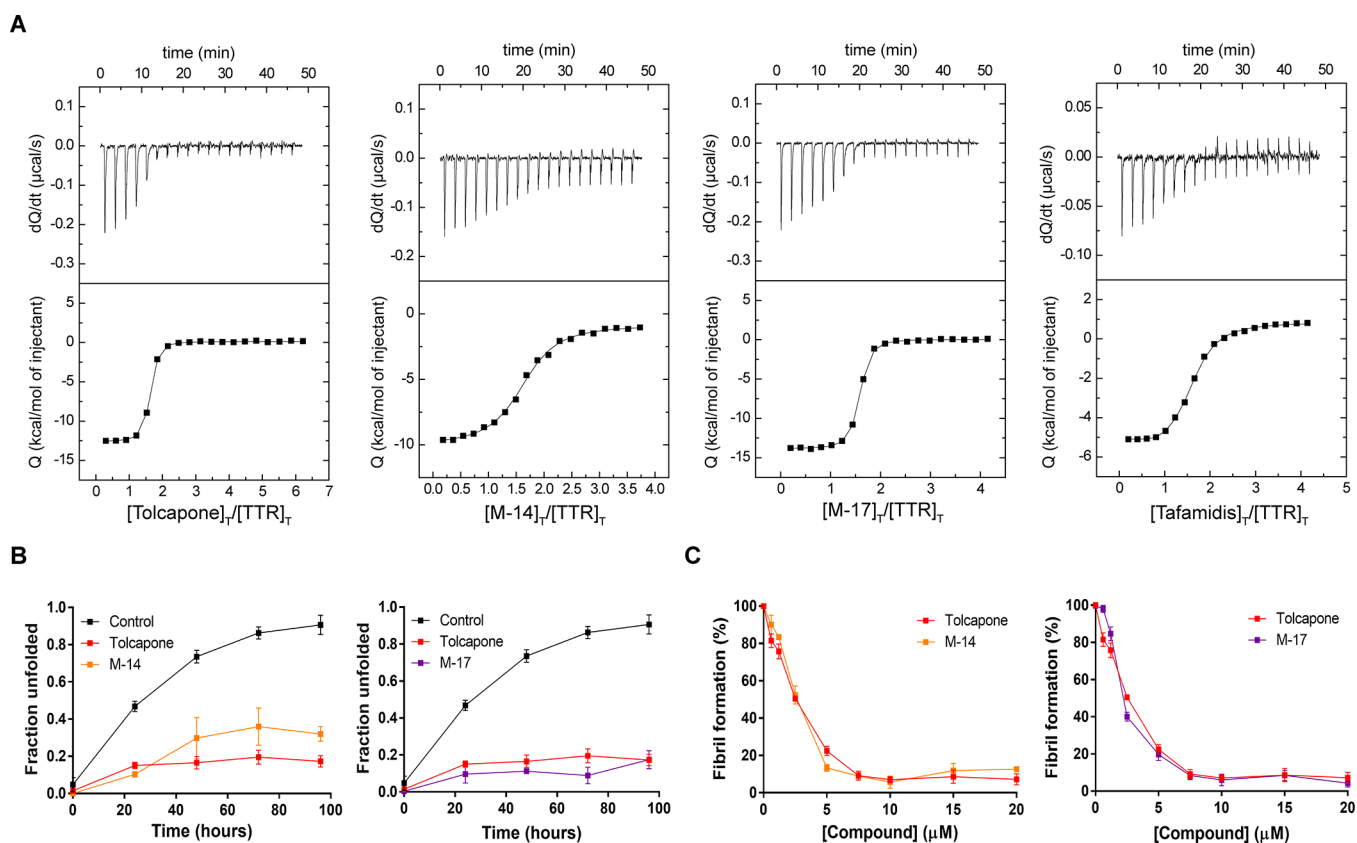 A
time (min)
0 10 20 30 40 50
0.1
0.0
-0.1
-0.2
-0.3
dQ/dt (µcal/s)
5
0
-5
-10
-15
Q (kcal/mol of injectant)
0 1 2 3 4 5 6 7
[Tolcapone]T/[TTR]T
time (min)
0 10 20 30 40 50
0.1
0.0
-0.1
0.2
dQ/dt (µcal/s)
0
-5
-10
Q (kcal/mol of injectant)
0.0 0.5 1.0 1.5 2.0 2.5 3.0 3.5 4.0
[M-14]T/[TTR]T
time (min)
0 10 20 30 40 50
0.1
0.0
-0.1
-0.2
-0.3
dQ/dt (µcal/s)
5
0
-5
-10
-15
Q (kcal/mol of injectant)
0 1 2 3 4
[M-17]T/[TTR]T
time (min)
0 10 20 30 40 50
0.05
0.00
-0.05
-0.10
dQ/dt (µcal/s)
2
0
-2
-4
-6
Q (kcal/mol of injectant)
0 1 2 3 4 5
[Tafamidis]T/[TTR]T
B
1.0
0.8
0.6
0.4
0.2
0.0
Fraction unfolded
Control
Tolcapone
M-14
0 20 40 60 80 100
Time (hours)
1.0
0.8
0.6
0.4
0.2
0.0
Fraction unfolded
Control
Tolcapone
M-17
0 20 40 60 80 100
Time (hours)
C
100
80
60
40
20
0
Fibril formation (%)
Tolcapone
M-14
0 5 10 15 20
[Compound] (µM)
100
80
60
40
20
0
Fibril formation (%)
Tolcapone
M-17
0 5 10 15 20
[Compound] (µM)